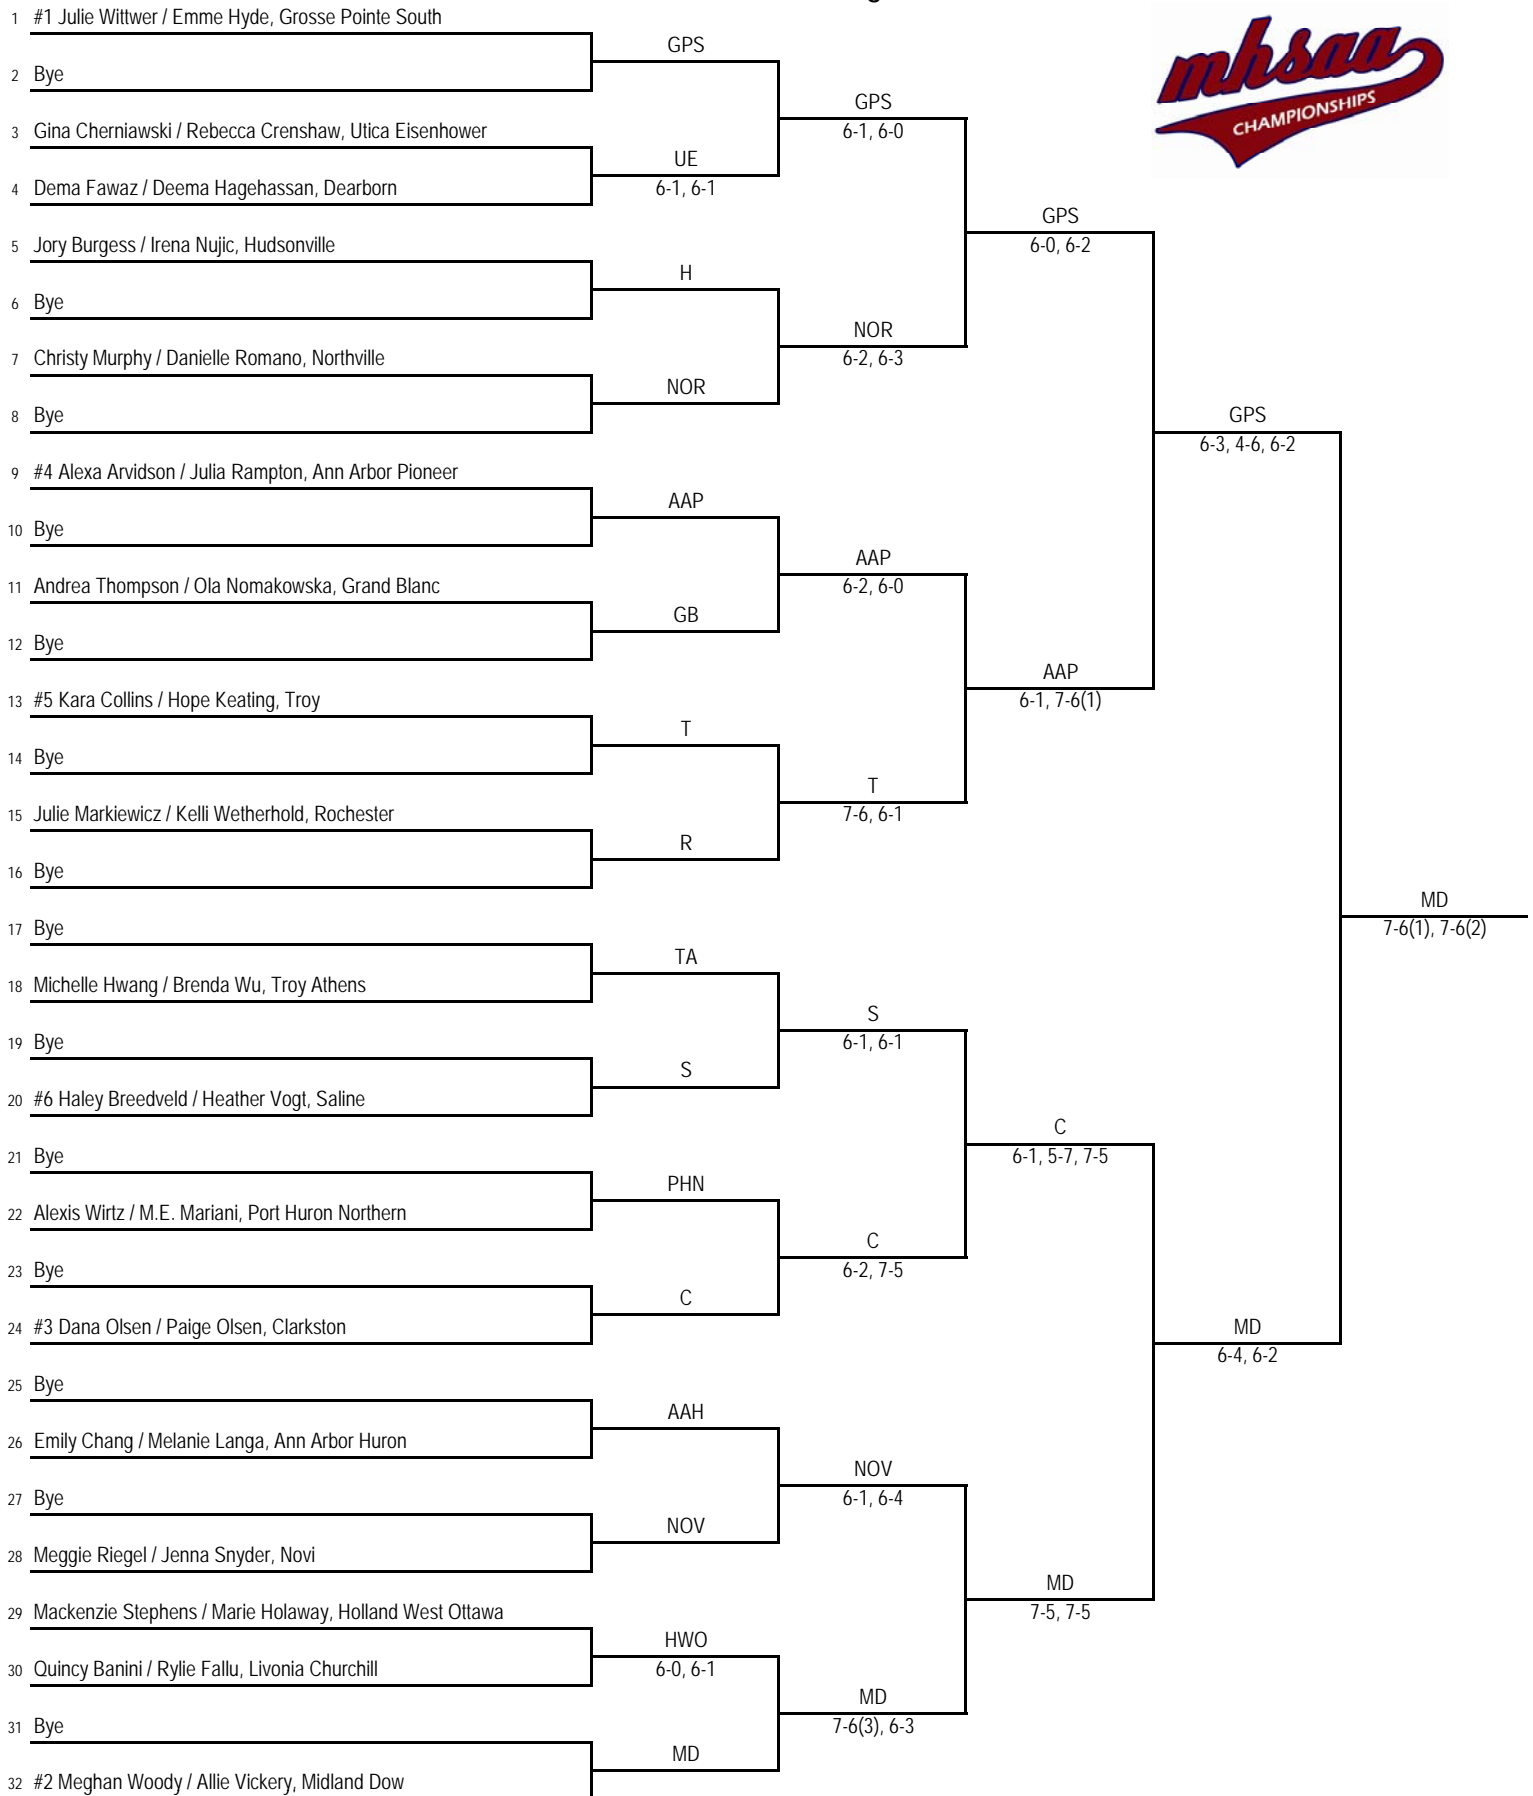 1 #1 Julie Wittwer / Emme Hyde, Grosse Pointe South
2 Bye
3 Gina Cherniawski / Rebecca Crenshaw, Utica Eisenhower
4 Dema Fawaz / Deema Hagehassan, Dearborn
5 Jory Burgess / Irena Nujic, Hudsonville
6 Bye
7 Christy Murphy / Danielle Romano, Northville
8 Bye
9 #4 Alexa Arvidson / Julia Rampton, Ann Arbor Pioneer
10 Bye
11 Andrea Thompson / Ola Nomakowska, Grand Blanc
12 Bye
13 #5 Kara Collins / Hope Keating, Troy
14 Bye
15 Julie Markiewicz / Kelli Wetherhold, Rochester
16 Bye
17 Bye
18 Michelle Hwang / Brenda Wu, Troy Athens
19 Bye
20 #6 Haley Breedveld / Heather Vogt, Saline
21 Bye
22 Alexis Wirtz / M.E. Mariani, Port Huron Northern
23 Bye
24 #3 Dana Olsen / Paige Olsen, Clarkston
25 Bye
26 Emily Chang / Melanie Langa, Ann Arbor Huron
27 Bye
28 Meggie Riegel / Jenna Snyder, Novi
29 Mackenzie Stephens / Marie Holaway, Holland West Ottawa
30 Quincy Banini / Rylie Fallu, Livonia Churchill
31 Bye
32 #2 Meghan Woody / Allie Vickery, Midland Dow
GPS
UE
6-1, 6-1
H
NOR
AAP
GB
T
R
TA
S
PHN
C
AAH
NOV
HWO
6-0, 6-1
MD
GPS
6-1, 6-0
NOR
6-2, 6-3
AAP
6-2, 6-0
T
7-6, 6-1
S
6-1, 6-1
C
6-2, 7-5
NOV
6-1, 6-4
MD
7-6(3), 6-3
GPS
6-0, 6-2
AAP
6-1, 7-6(1)
C
6-1, 5-7, 7-5
MD
7-5, 7-5
GPS
6-3, 4-6, 6-2
MD
6-4, 6-2
MD
7-6(1), 7-6(2)
mhsaa
CHAMPIONSHIPS